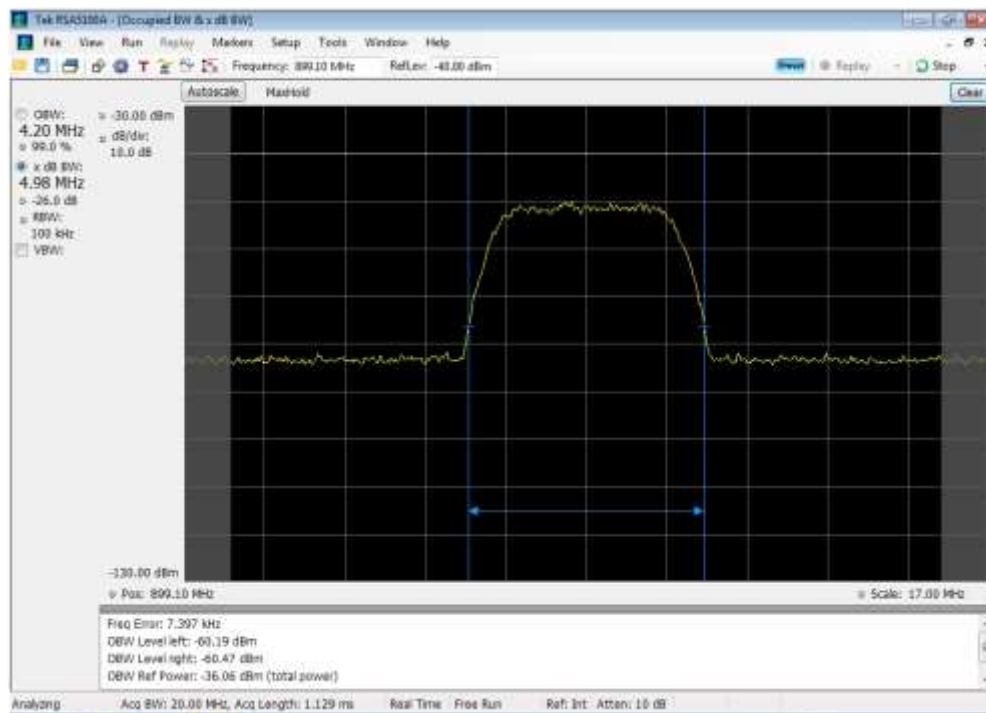 Tek RSA5100A - [Occupied BW & x dB BW]
File View Run Replay Markers Setup Tools Window Help
Frequency: 899.10 MHz RefLev: -40.00 dBm Preset Replay Stop
Autoscale MaxHold Clear
OBW:
4.20 MHz
99.0 %
x dB BW:
4.98 MHz
-26.0 dB
RBW:
100 kHz
VBW:
-30.00 dBm
dB/div:
10.0 dB
-130.00 dBm
Pos: 899.10 MHz Scale: 17.00 MHz
Freq Error: 7.397 kHz
OBW Level left: -60.19 dBm
OBW Level right: -60.47 dBm
OBW Ref Power: -36.06 dBm (total power)
Analyzing Acq BW: 20.00 MHz, Acq Length: 1.129 ms Real Time Free Run Ref: Int Atten: 10 dB